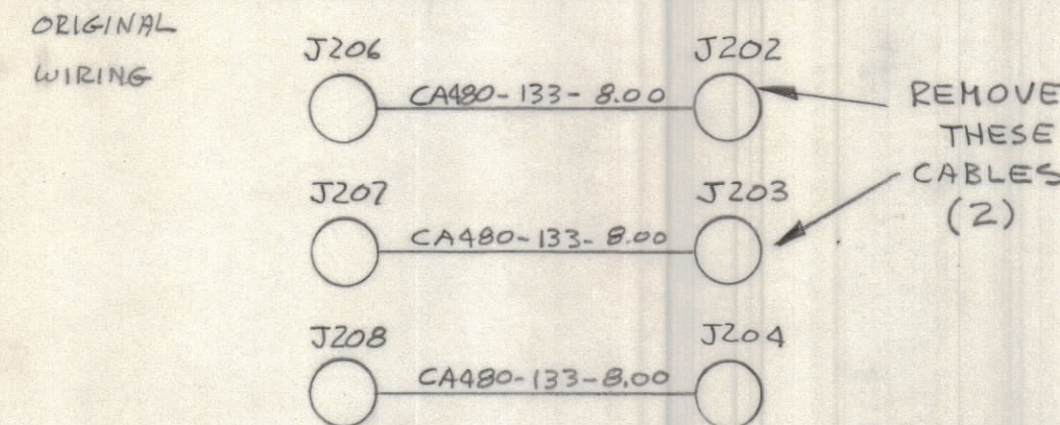 ORIGINAL
WIRING
J206
J202
CA480-133-8.00
REMOVE
THESE
CABLES
(2)
J207
J203
CA480-133-8.00
J208
J204
CA480-133-8.00